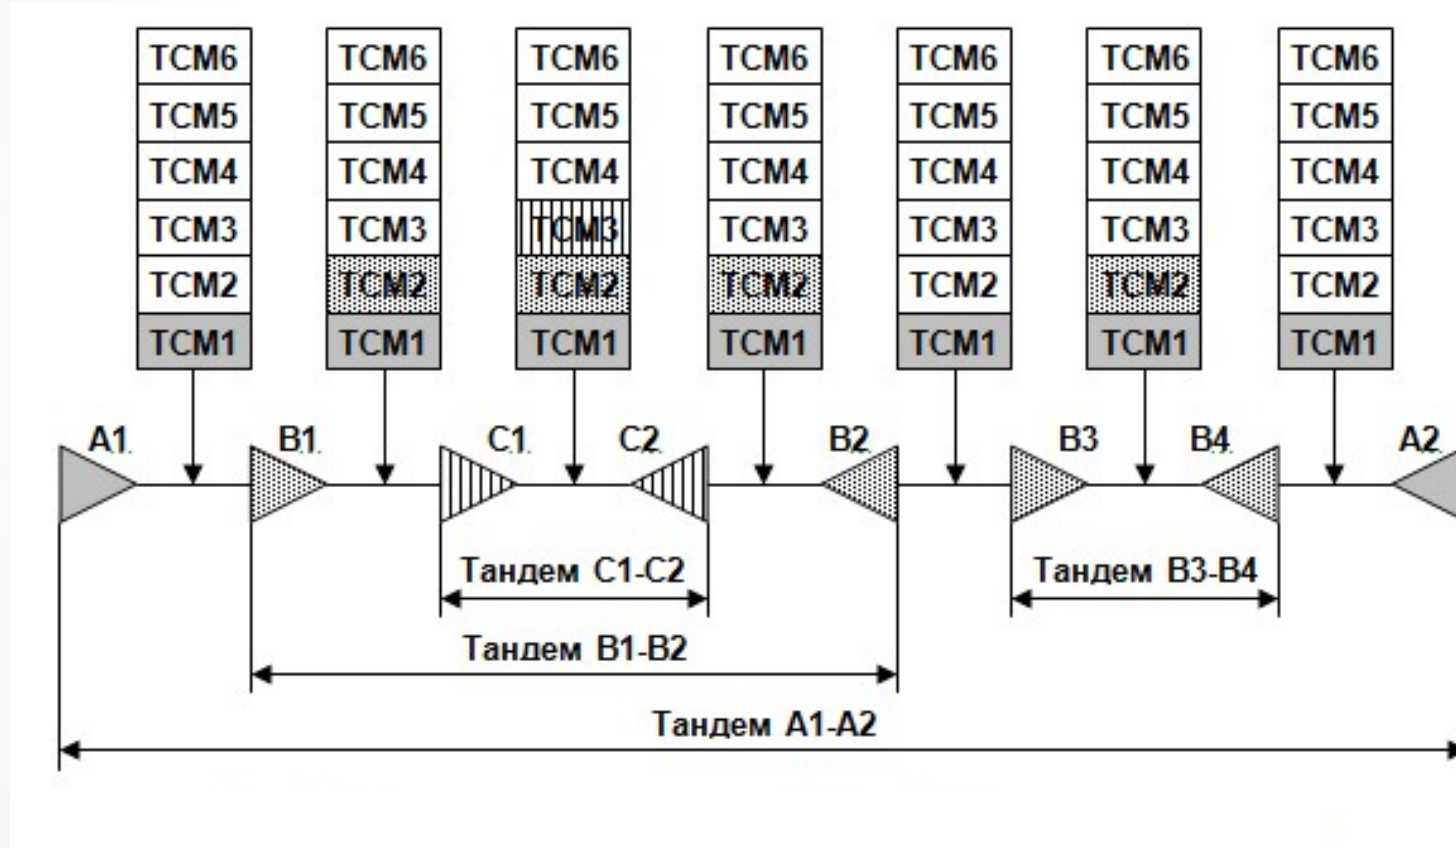 TCM6 TCM6 TCM6 TCM6 TCM6 TCM6 TCM6
TCM5 TCM5 TCM5 TCM5 TCM5 TCM5 TCM5
TCM4 TCM4 TCM4 TCM4 TCM4 TCM4 TCM4
TCM3 TCM3 TCM3 TCM3 TCM3 TCM3 TCM3
TCM2 TCM2 TCM2 TCM2 TCM2 TCM2 TCM2
TCM1 TCM1 TCM1 TCM1 TCM1 TCM1 TCM1
A1 B1 C1 C2 B2 B3 B4 A2
Тандем C1-C2 Тандем B3-B4
Тандем B1-B2
Тандем A1-A2